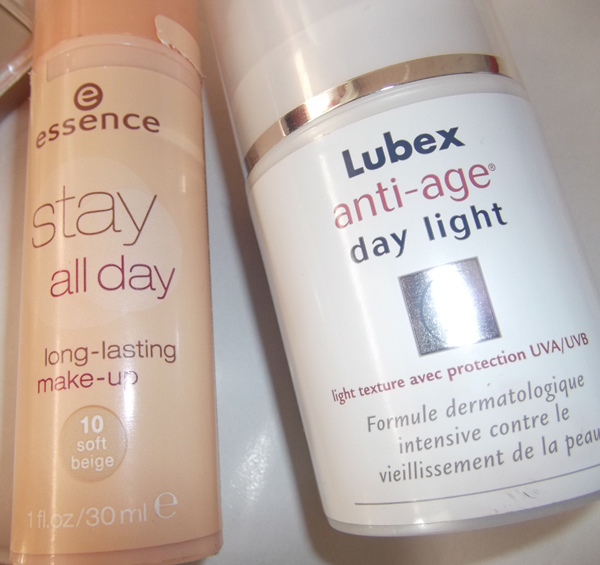 essence
stay
all day
long-lasting
make-up
10
soft
beige
1 fl.oz/30 ml ℮
Lubex
anti-age®
day light
light texture avec protection UVA/UVB
Formule dermatologique
intensive contre le
vieillissement de la peau